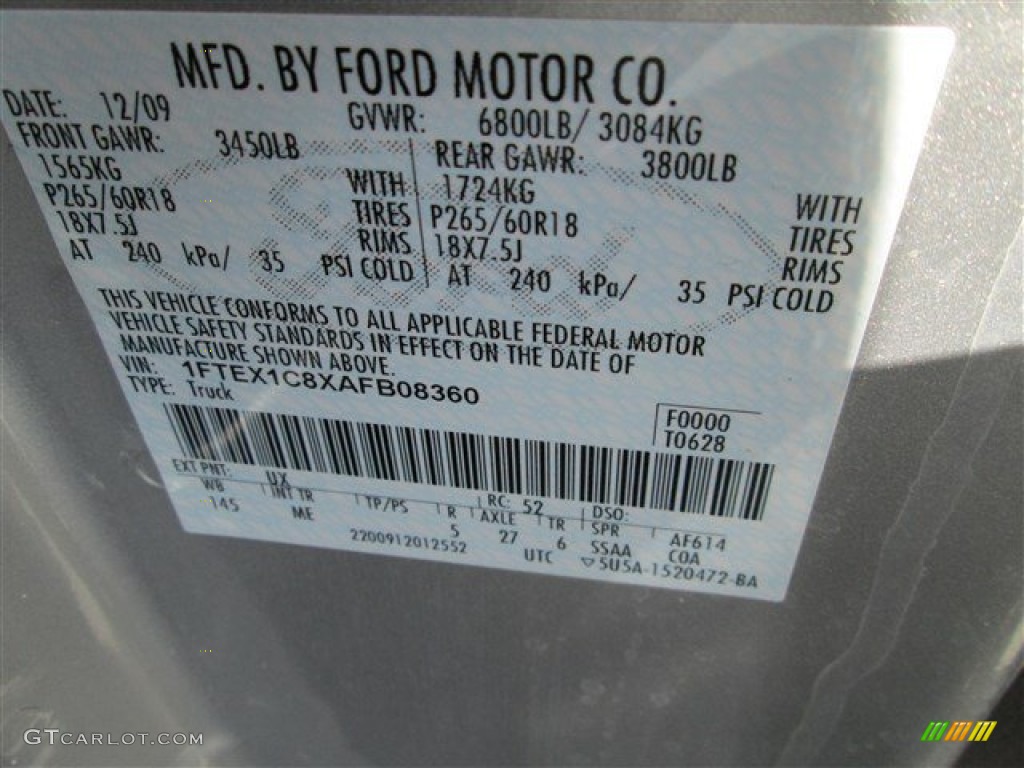 MFD. BY FORD MOTOR CO.
DATE: 12/09 GVWR: 6800LB/ 3084KG
FRONT GAWR: 3450LB REAR GAWR: 3800LB
1565KG WITH 1724KG WITH
P265/60R18 TIRES P265/60R18 TIRES
18X7.5J RIMS 18X7.5J RIMS
AT 240 kPa/ 35 PSI COLD AT 240 kPa/ 35 PSI COLD
THIS VEHICLE CONFORMS TO ALL APPLICABLE FEDERAL MOTOR
VEHICLE SAFETY STANDARDS IN EFFECT ON THE DATE OF
MANUFACTURE SHOWN ABOVE.
VIN: 1FTEX1C8XAFB08360
TYPE: Truck
F0000
T0628
EXT PNT: UX RC: 52 DSO:
WB INT TR TP/PS R AXLE TR SPR AF614
145 ME 5 27 6 SSAA COA
2200912012552 UTC ▽5U5A-1520472-BA
GTCARLOT.COM